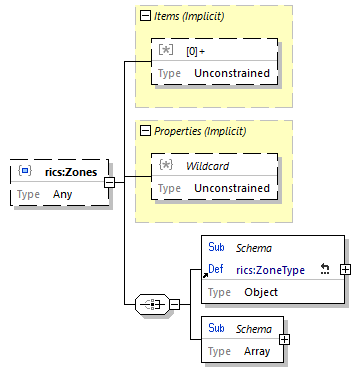 Items (Implicit)
[0]+
Type Unconstrained
Properties (Implicit)
Wildcard
Type Unconstrained
rics:Zones
Type Any
Sub Schema
Def rics:ZoneType
Type Object
Sub Schema
Type Array